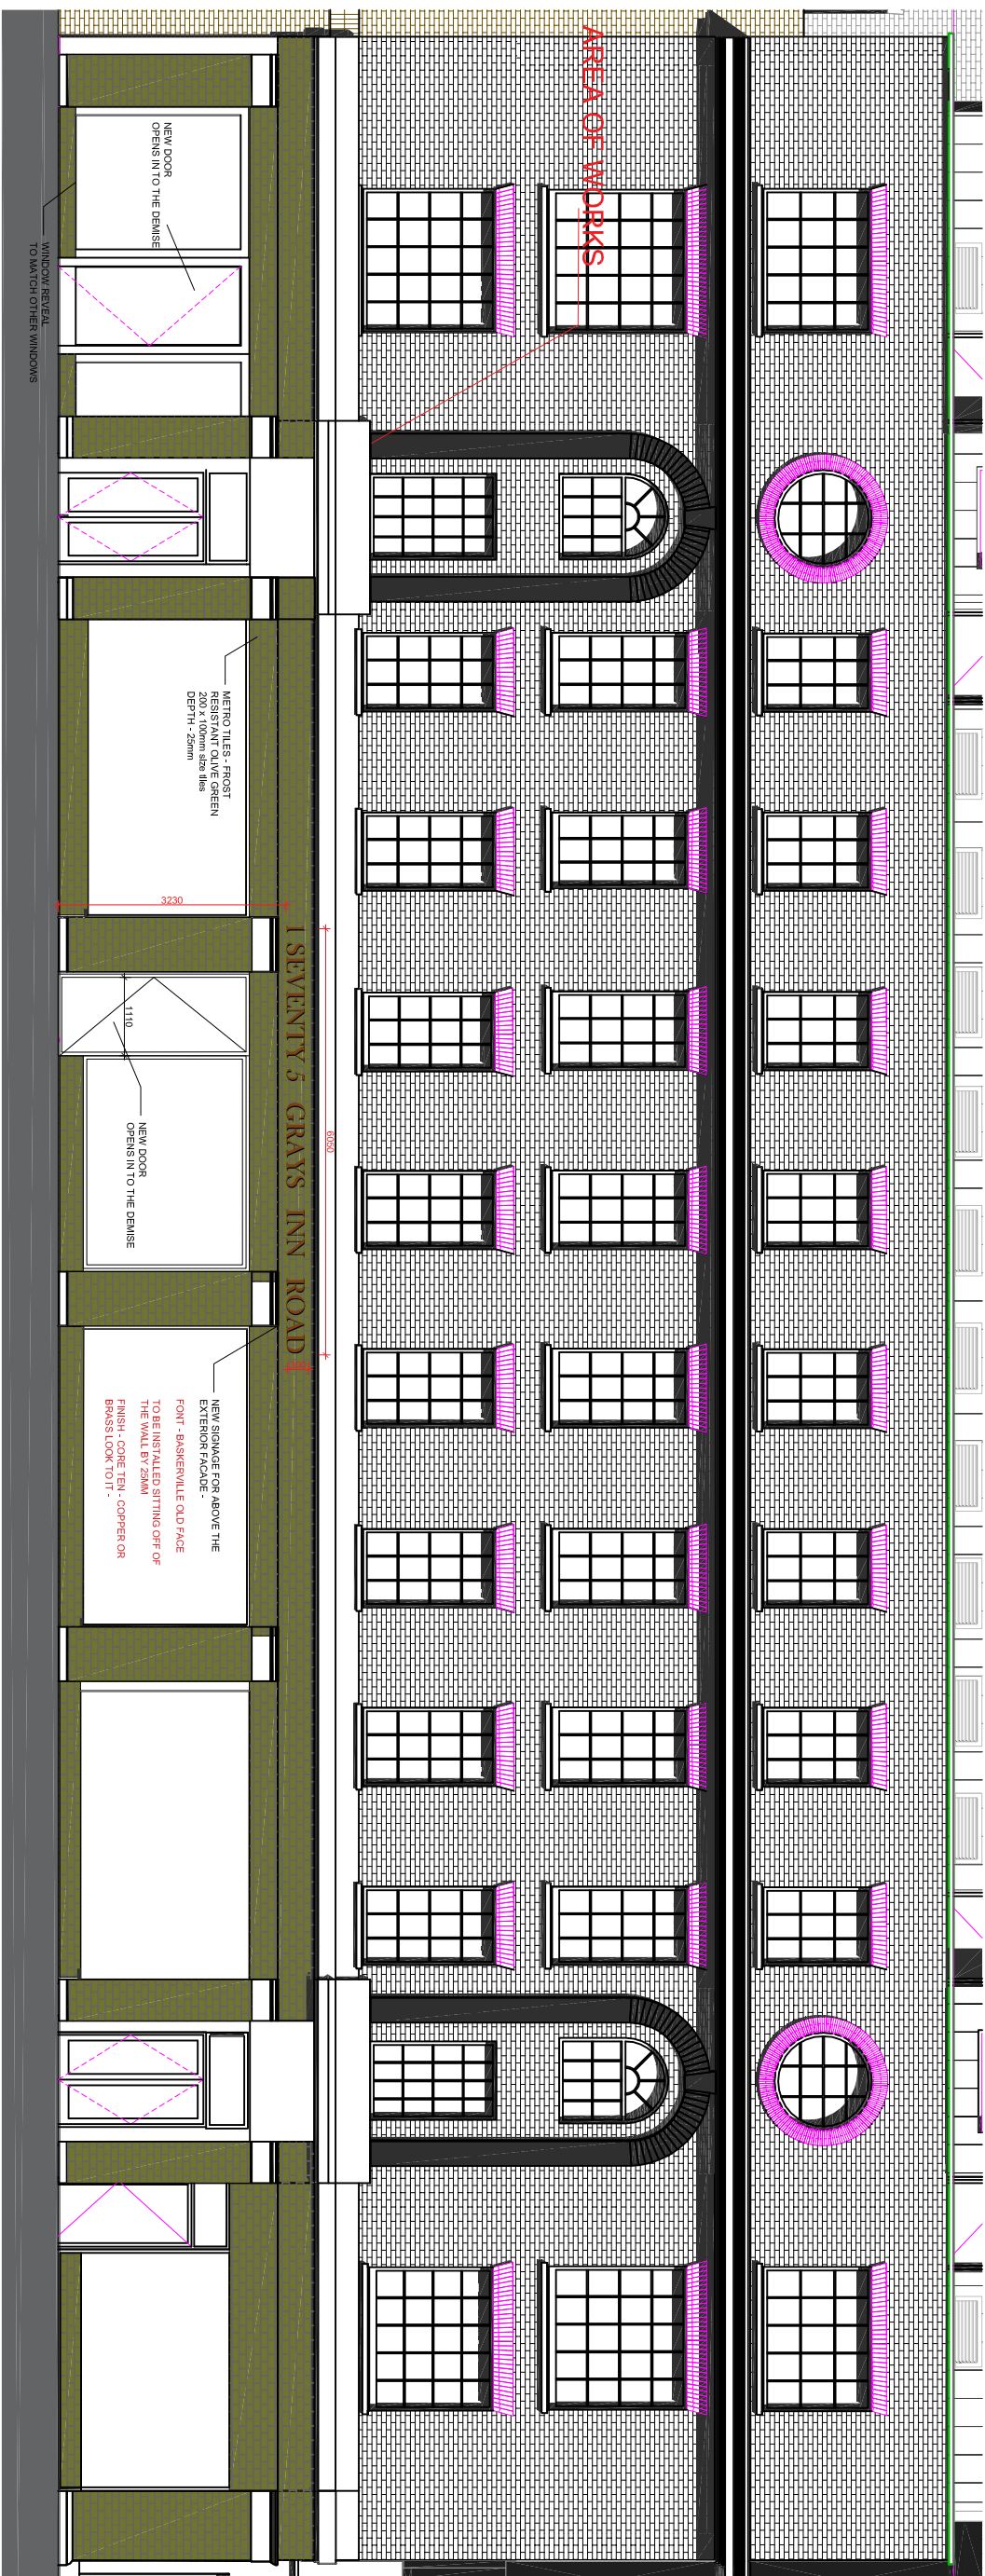 AREA OF WORKS
NEW DOOR
OPENS IN TO THE DEMISE
WINDOW REVEAL
TO MATCH OTHER WINDOWS
METRO TILES - FROST
RESISTANT OLIVE GREEN
200 x 100mm size tiles
DEPTH - 25mm
3230
1 SEVENTY 5 GRAYS INN ROAD
6050
1110
NEW DOOR
OPENS IN TO THE DEMISE
NEW SIGNAGE FOR ABOVE THE
EXTERIOR FACADE -
FONT - BASKERVILLE OLD FACE
TO BE INSTALLED SITTING OFF OF
THE WALL BY 25MM
FINISH - CORE TEN - COPPER OR
BRASS LOOK TO IT -